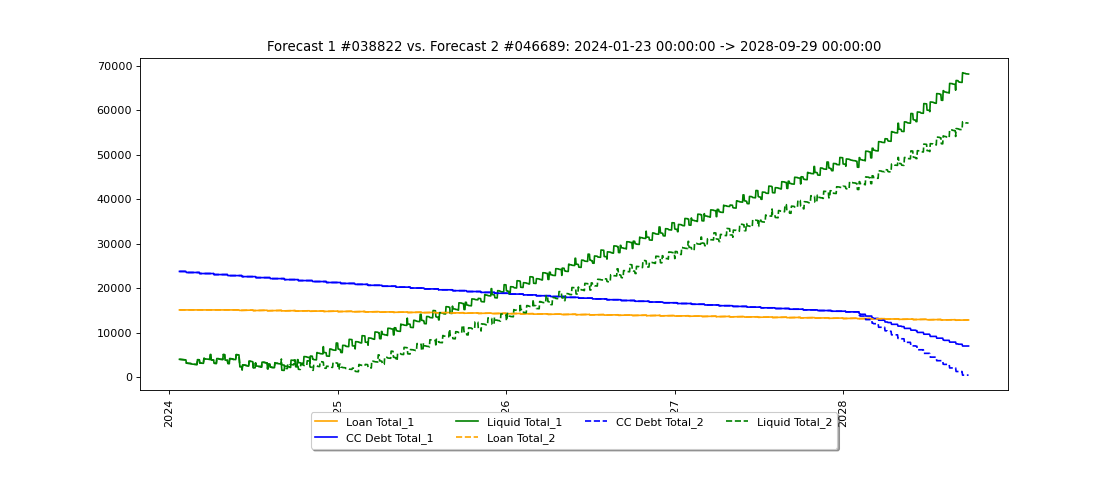 Forecast 1 #038822 vs. Forecast 2 #046689: 2024-01-23 00:00:00 -> 2028-09-29 00:00:00
70000
60000
50000
40000
30000
20000
10000
0
2024
25
26
27
2028
Loan Total_1
Liquid Total_1
CC Debt Total_2
Liquid Total_2
CC Debt Total_1
Loan Total_2